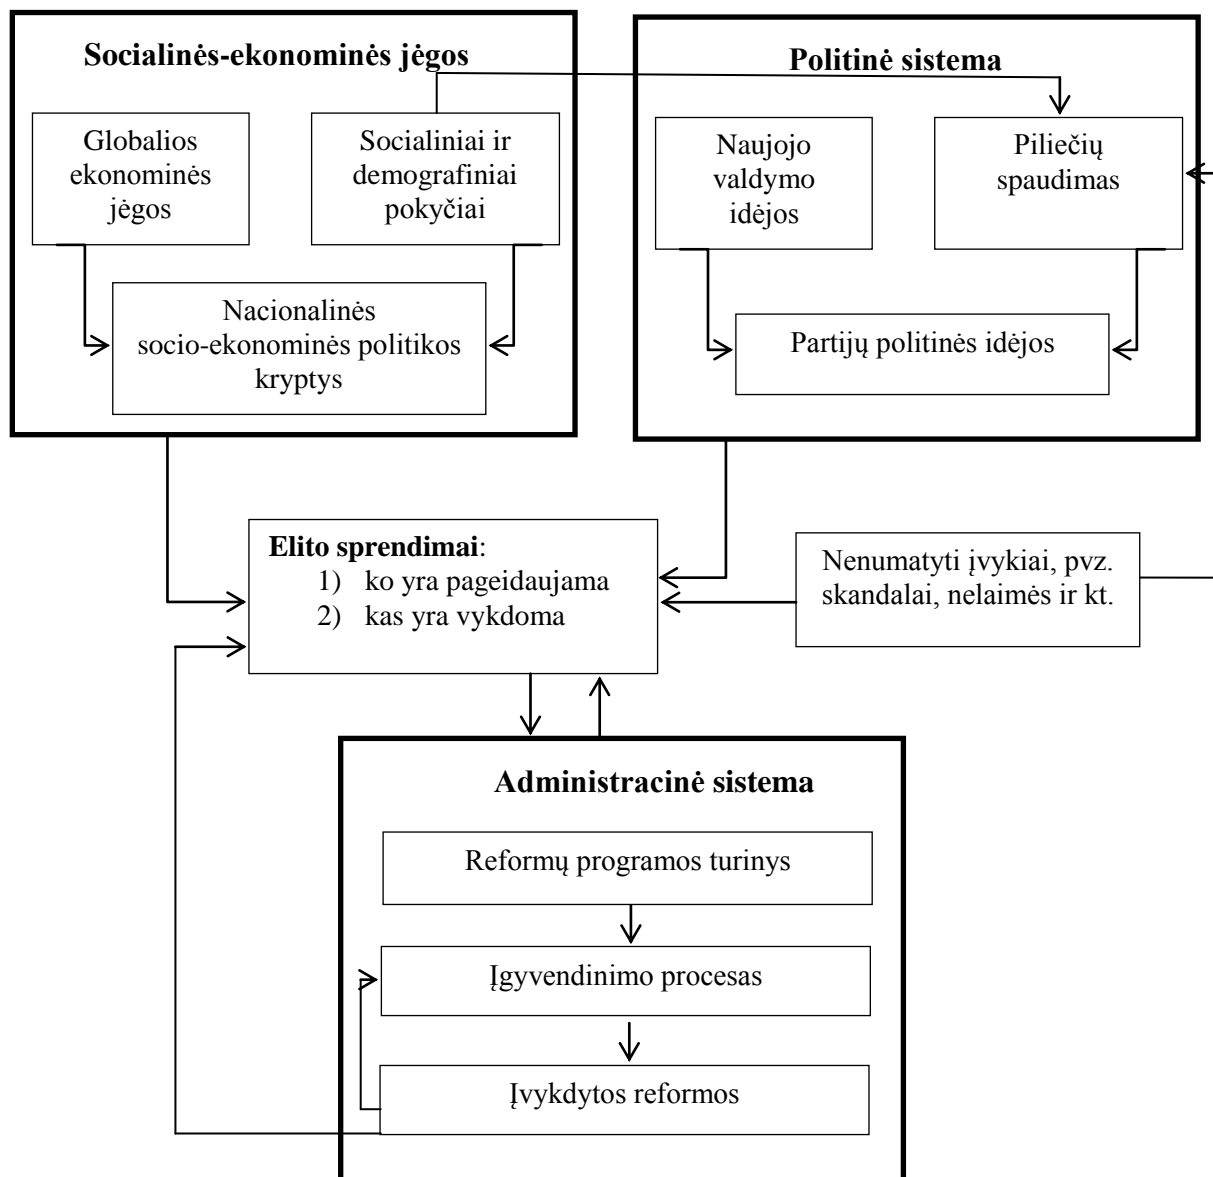 Socialinės-ekonominės jėgos
Globalios
ekonominės
jėgos
Socialiniai ir
demografiniai
pokyčiai
Nacionalinės
socio-ekonominės politikos
kryptys
Politinė sistema
Naujojo
valdymo
idėjos
Piliečių
spaudimas
Partijų politinės idėjos
Elito sprendimai:
1) ko yra pageidaujama
2) kas yra vykdoma
Nenumatyti įvykiai, pvz.
skandalai, nelaimės ir kt.
Administracinė sistema
Reformų programos turinys
Įgyvendinimo procesas
Įvykdytos reformos